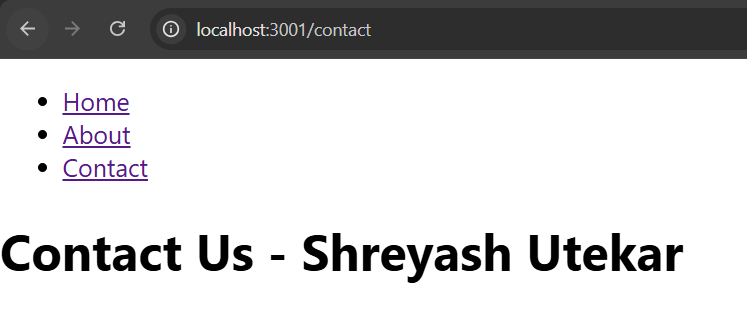 localhost:3001/contact
Home
About
Contact
Contact Us - Shreyash Utekar